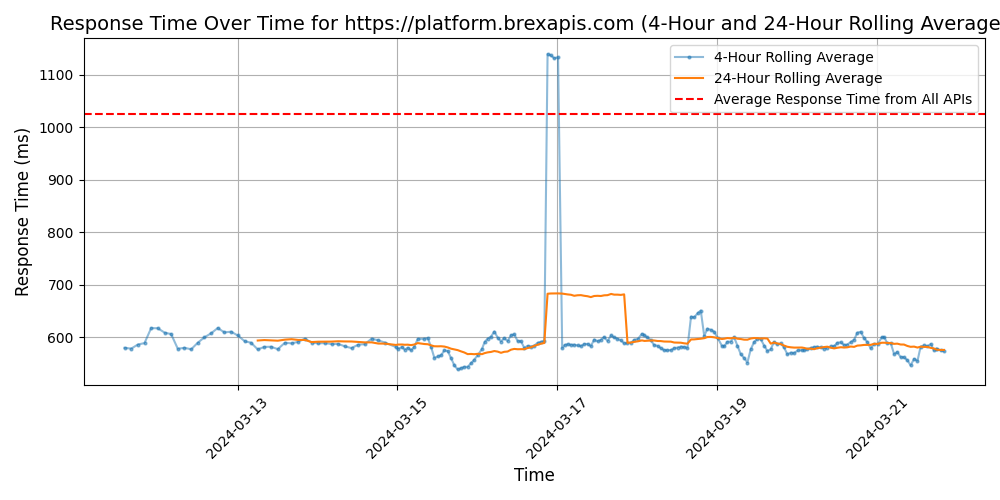 Response Time Over Time for https://platform.brexapis.com (4-Hour and 24-Hour Rolling Average
4-Hour Rolling Average
24-Hour Rolling Average
Average Response Time from All APIs
Response Time (ms)
1100
1000
900
800
700
600
2024-03-13
2024-03-15
2024-03-17
2024-03-19
2024-03-21
Time